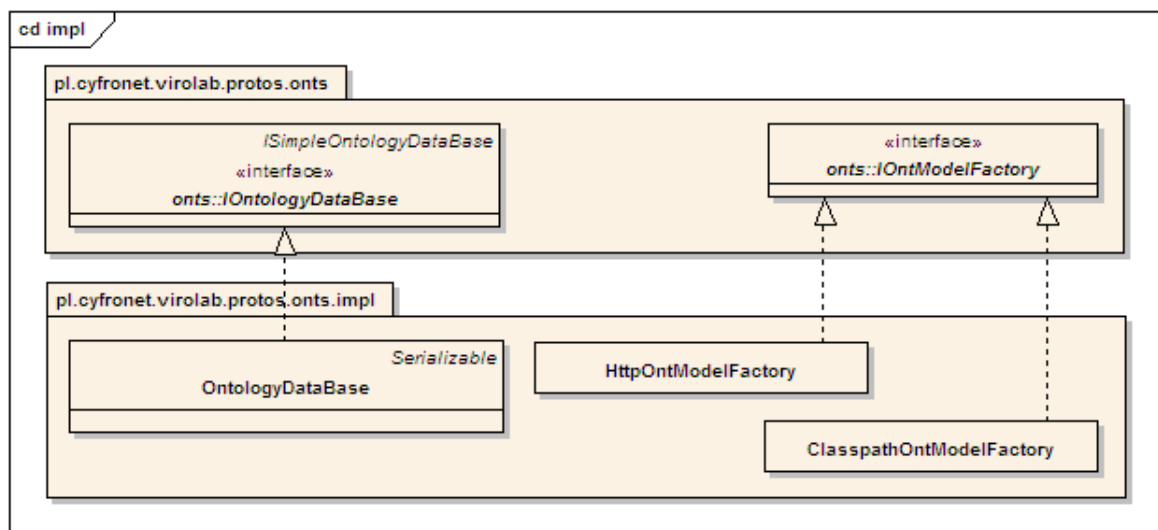 cd impl
pl.cyfronet.virolab.protos.onts
ISimpleOntologyDataBase
«interface»
onts::IOntologyDataBase
«interface»
onts::IOntModelFactory
pl.cyfronet.virolab.protos.onts.impl
Serializable
OntologyDataBase
HttpOntModelFactory
ClasspathOntModelFactory